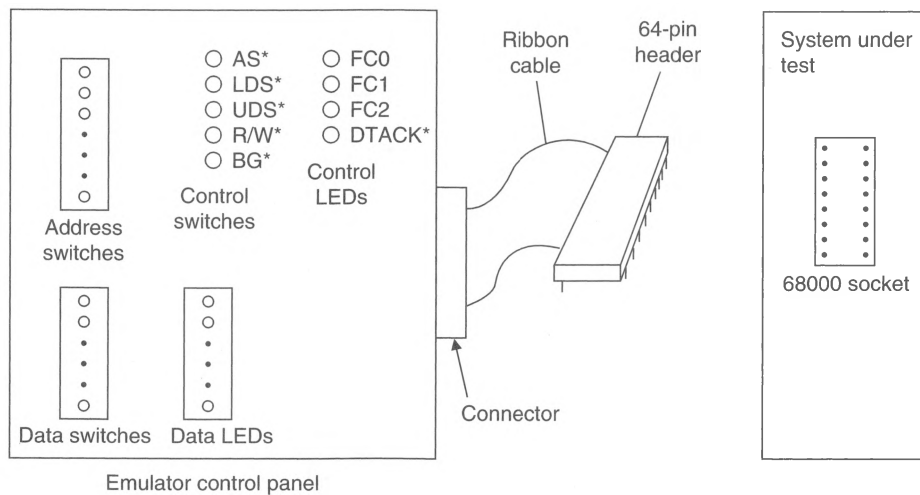 AS*
LDS*
UDS*
R/W*
BG*
Control
switches
FC0
FC1
FC2
DTACK*
Control
LEDs
Address
switches
Data switches
Data LEDs
Emulator control panel
Ribbon
cable
64-pin
header
Connector
System under
test
68000 socket